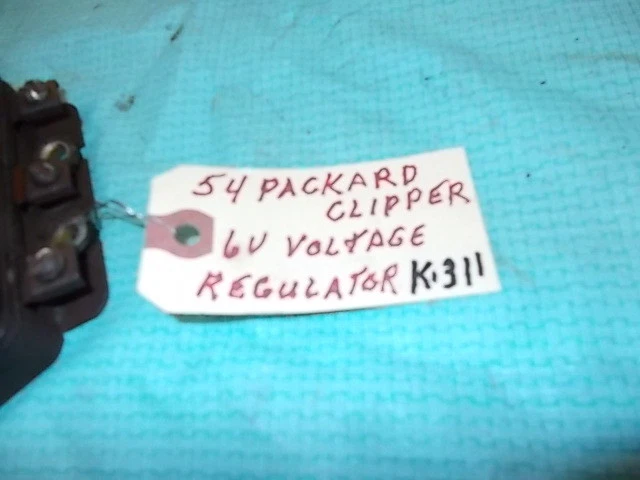 54 PACKARD
CLIPPER
6V VOLTAGE
REGULATOR K-311